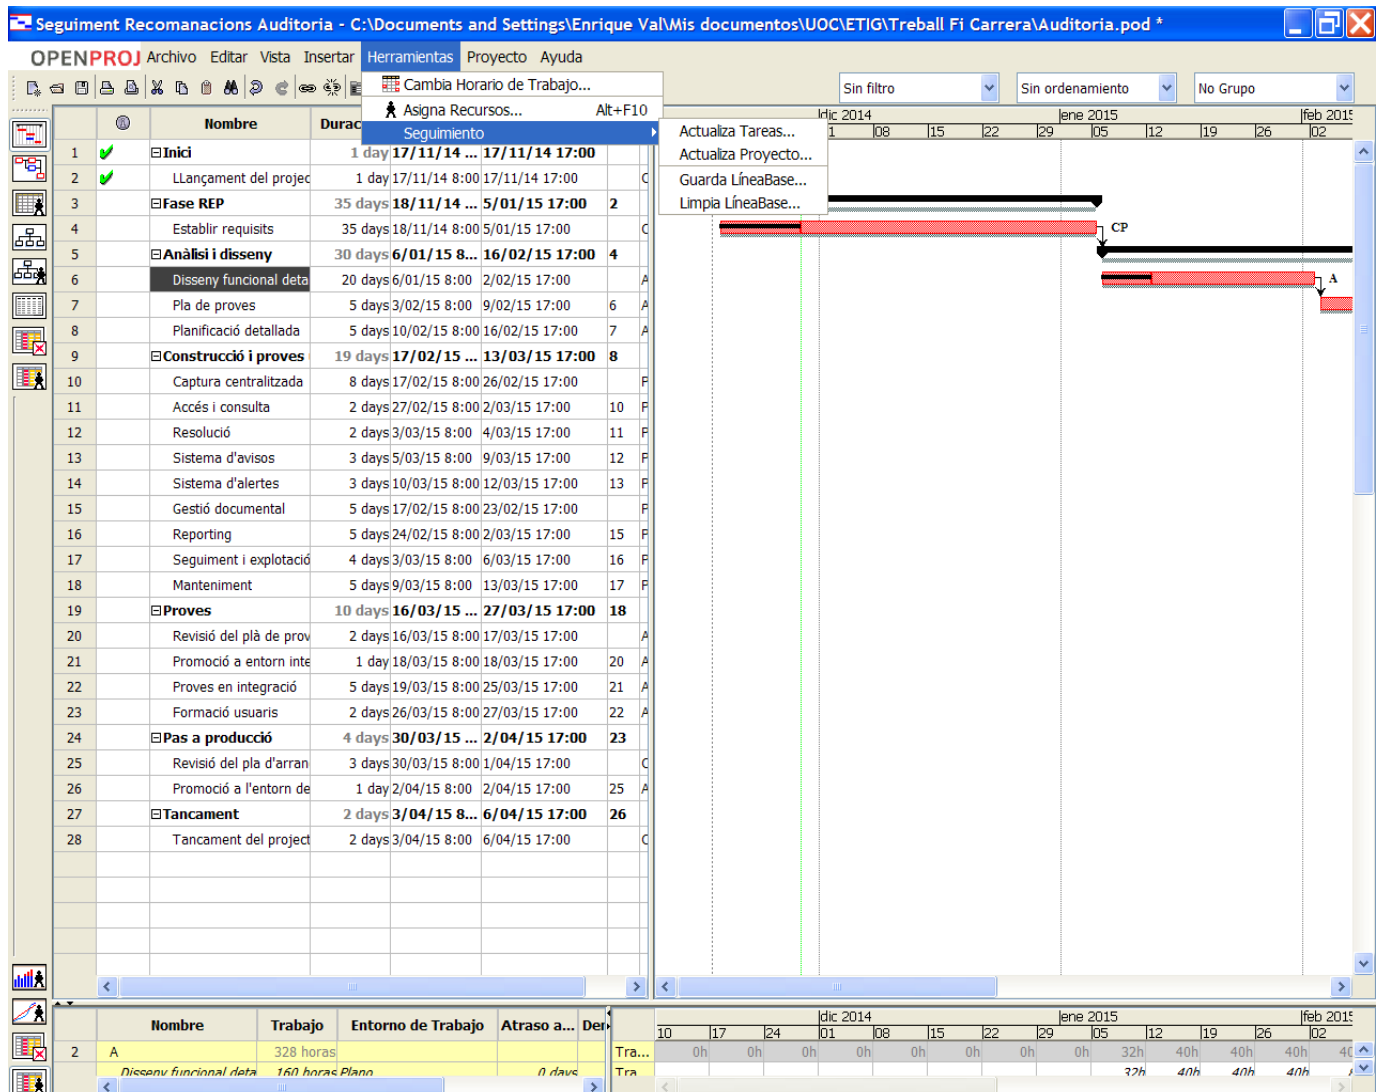 Seguiment Recomanacions Auditoria - C:\Documents and Settings\Enrique Val\Mis documentos\UOC\ETIG\Treball Fi Carrera\Auditoria.pod *
OPENPROJ Archivo Editar Vista Insertar Herramientas Proyecto Ayuda
Cambia Horario de Trabajo...
Asigna Recursos... Alt+F10
Seguimiento
Actualiza Tareas...
Actualiza Proyecto...
Guarda LíneaBase...
Limpia LíneaBase...
Sin filtro Sin ordenamiento No Grupo
Nombre Durac
dic 2014 ene 2015 feb 2015
1 08 15 22 29 05 12 19 26 02
1 Inici 1 day 17/11/14 ... 17/11/14 17:00
2 LLançament del projec 1 day 17/11/14 8:00 17/11/14 17:00 C
3 Fase REP 35 days 18/11/14 ... 5/01/15 17:00 2
4 Establir requisits 35 days 18/11/14 8:00 5/01/15 17:00 C
5 Anàlisi i disseny 30 days 6/01/15 8... 16/02/15 17:00 4
6 Disseny funcional deta 20 days 6/01/15 8:00 2/02/15 17:00 A
7 Pla de proves 5 days 3/02/15 8:00 9/02/15 17:00 6 A
8 Planificació detallada 5 days 10/02/15 8:00 16/02/15 17:00 7 A
9 Construcció i proves 19 days 17/02/15 ... 13/03/15 17:00 8
10 Captura centralitzada 8 days 17/02/15 8:00 26/02/15 17:00 P
11 Accés i consulta 2 days 27/02/15 8:00 2/03/15 17:00 10 P
12 Resolució 2 days 3/03/15 8:00 4/03/15 17:00 11 P
13 Sistema d'avisos 3 days 5/03/15 8:00 9/03/15 17:00 12 P
14 Sistema d'alertes 3 days 10/03/15 8:00 12/03/15 17:00 13 P
15 Gestió documental 5 days 17/02/15 8:00 23/02/15 17:00 P
16 Reporting 5 days 24/02/15 8:00 2/03/15 17:00 15 P
17 Seguiment i explotació 4 days 3/03/15 8:00 6/03/15 17:00 16 P
18 Manteniment 5 days 9/03/15 8:00 13/03/15 17:00 17 P
19 Proves 10 days 16/03/15 ... 27/03/15 17:00 18
20 Revisió del plà de prov 2 days 16/03/15 8:00 17/03/15 17:00 A
21 Promoció a entorn inte 1 day 18/03/15 8:00 18/03/15 17:00 20 A
22 Proves en integració 5 days 19/03/15 8:00 25/03/15 17:00 21 A
23 Formació usuaris 2 days 26/03/15 8:00 27/03/15 17:00 22 A
24 Pas a producció 4 days 30/03/15 ... 2/04/15 17:00 23
25 Revisió del pla d'arran 3 days 30/03/15 8:00 1/04/15 17:00 C
26 Promoció a l'entorn de 1 day 2/04/15 8:00 2/04/15 17:00 25 A
27 Tancament 2 days 3/04/15 8... 6/04/15 17:00 26
28 Tancament del project 2 days 3/04/15 8:00 6/04/15 17:00 C
CP
A
Nombre Trabajo Entorno de Trabajo Atraso a... Der
dic 2014 ene 2015 feb 2015
10 17 24 01 08 15 22 29 05 12 19 26 02
2 A 328 horas Tra... 0h 0h 0h 0h 0h 0h 0h 0h 32h 40h 40h 40h 40
Disseny funcional deta 160 horas Plano 0 days Tra 32h 40h 40h 40h